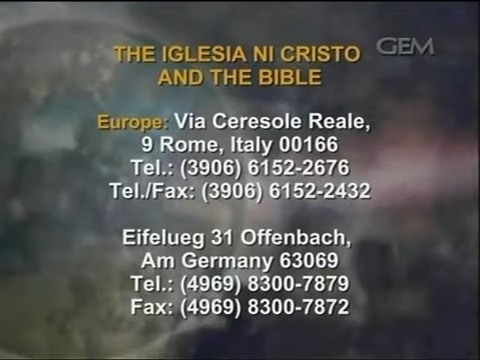 THE IGLESIA NI CRISTO
GEM
AND THE BIBLE
Europe: Via Ceresole Reale,
9 Rome, Italy 00166
Tel.: (3906) 6152-2676
Tel./Fax: (3906) 6152-2432
Eifelueg 31 Offenbach,
Am Germany 63069
Tel.: (4969) 8300-7879
Fax: (4969) 8300-7872